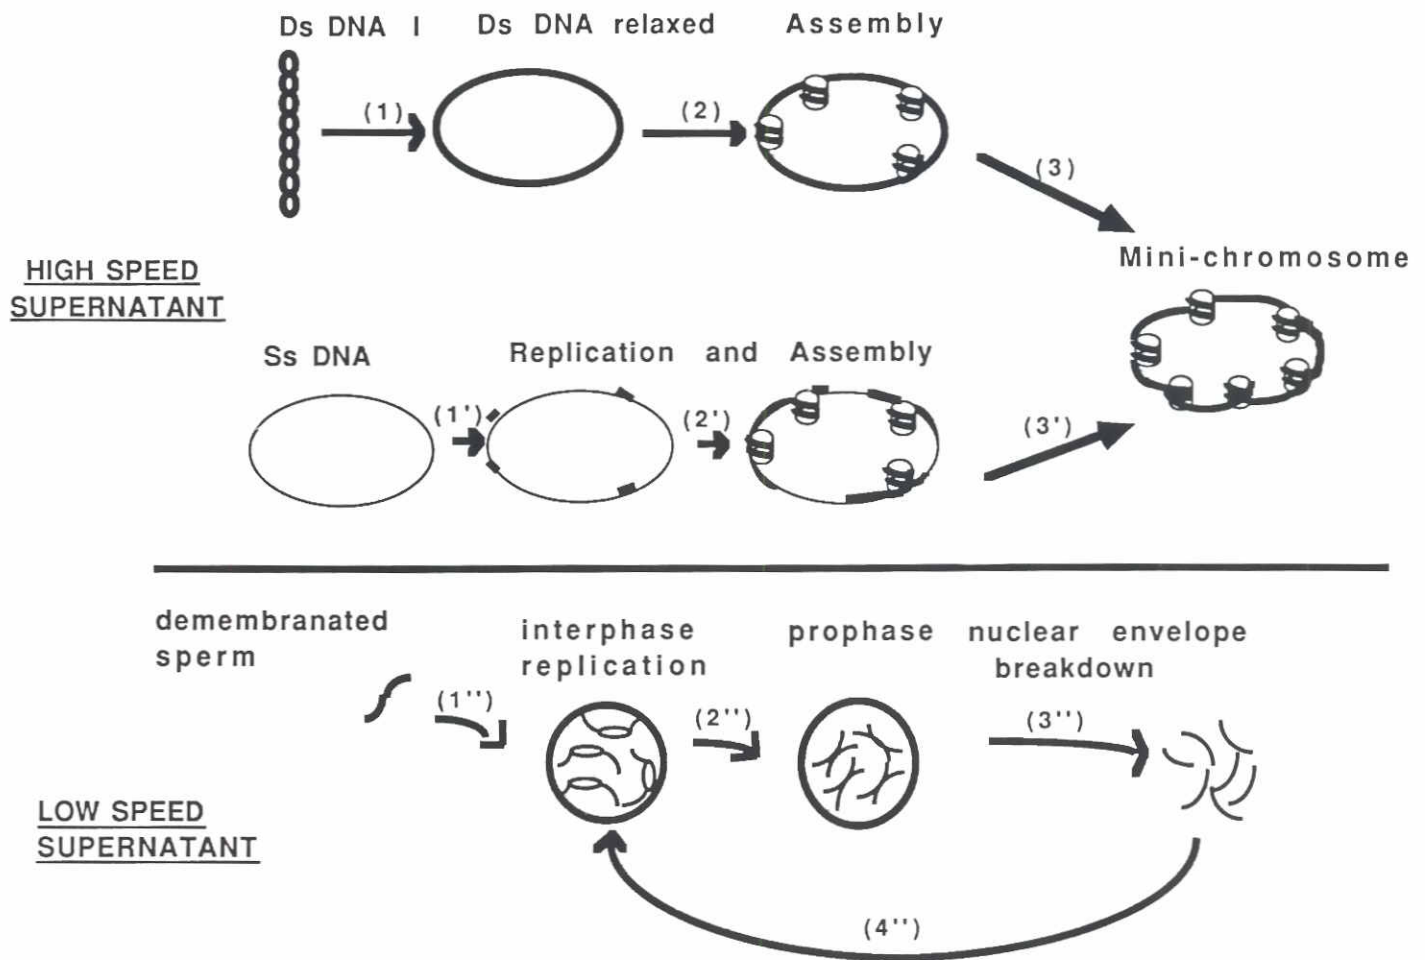 Ds DNA I
Ds DNA relaxed
Assembly
(1)
(2)
(3)
Mini-chromosome
HIGH SPEED
SUPERNATANT
Ss DNA
Replication and Assembly
(1')
(2')
(3')
demembranated
sperm
interphase
replication
prophase
nuclear envelope
breakdown
(1'')
(2'')
(3'')
LOW SPEED
SUPERNATANT
(4'')